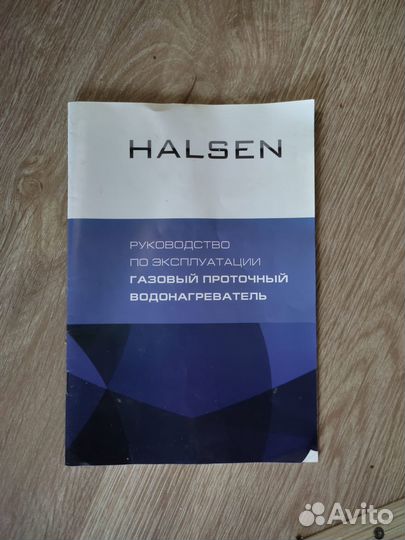 HALSEN
РУКОВОДСТВО
ПО ЭКСПЛУАТАЦИИ
ГАЗОВЫЙ ПРОТОЧНЫЙ
ВОДОНАГРЕВАТЕЛЬ
Avito